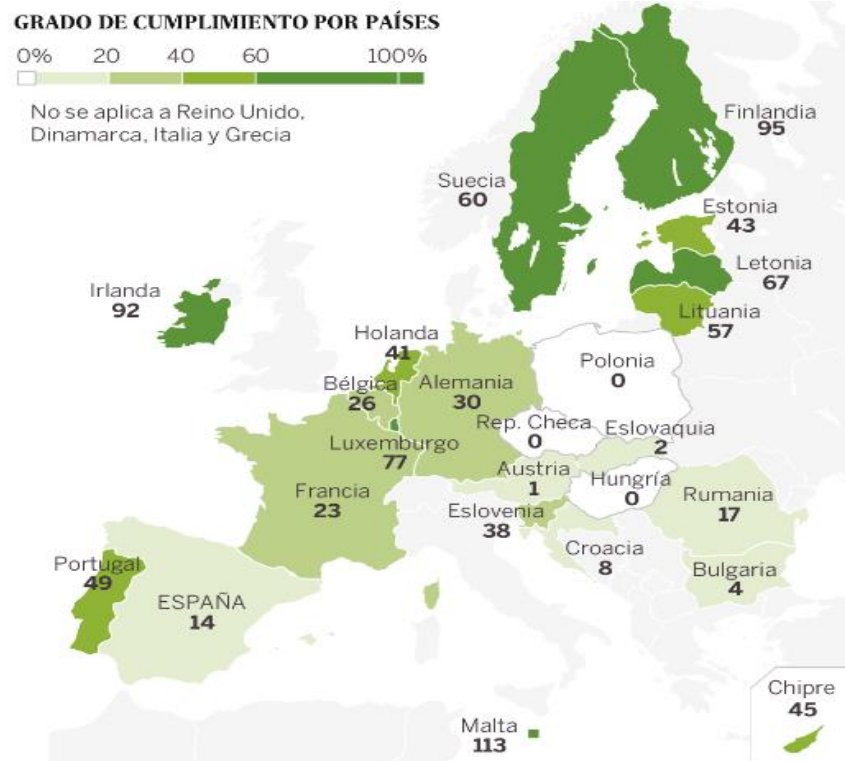 GRADO DE CUMPLIMIENTO POR PAÍSES
0% 20 40 60 100%
No se aplica a Reino Unido,
Dinamarca, Italia y Grecia
Finlandia
95
Suecia
60
Estonia
43
Letonia
67
Irlanda
92
Lituania
57
Holanda
41
Polonia
0
Bélgica
26
Alemania
30
Rep. Checa
0
Eslovaquia
2
Luxemburgo
77
Austria
1
Hungría
0
Francia
23
Rumania
17
Eslovenia
38
Croacia
8
Portugal
49
Bulgaria
4
ESPAÑA
14
Chipre
45
Malta
113